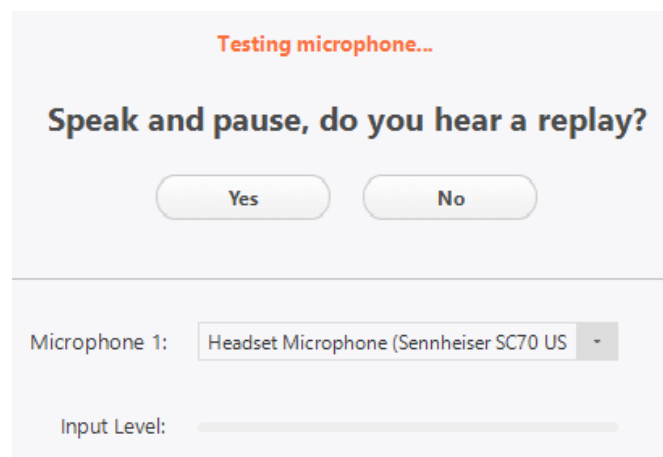 Testing microphone...
Speak and pause, do you hear a replay?
Yes No
Microphone 1: Headset Microphone (Sennheiser SC70 US
Input Level: